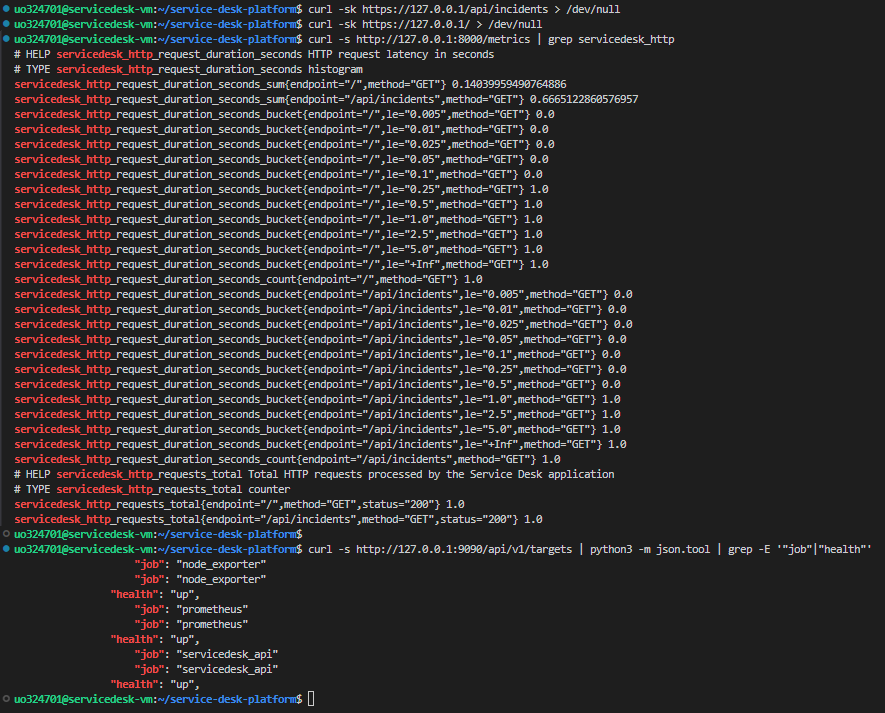 uo324701@servicedesk-vm:~/service-desk-platform$ curl -sk https://127.0.0.1/api/incidents > /dev/null
uo324701@servicedesk-vm:~/service-desk-platform$ curl -sk https://127.0.0.1/ > /dev/null
uo324701@servicedesk-vm:~/service-desk-platform$ curl -s http://127.0.0.1:8000/metrics | grep servicedesk_http
# HELP servicedesk_http_request_duration_seconds HTTP request latency in seconds
# TYPE servicedesk_http_request_duration_seconds histogram
servicedesk_http_request_duration_seconds_sum{endpoint="/",method="GET"} 0.14039959490764886
servicedesk_http_request_duration_seconds_sum{endpoint="/api/incidents",method="GET"} 0.6665122860576957
servicedesk_http_request_duration_seconds_bucket{endpoint="/",le="0.005",method="GET"} 0.0
servicedesk_http_request_duration_seconds_bucket{endpoint="/",le="0.01",method="GET"} 0.0
servicedesk_http_request_duration_seconds_bucket{endpoint="/",le="0.025",method="GET"} 0.0
servicedesk_http_request_duration_seconds_bucket{endpoint="/",le="0.05",method="GET"} 0.0
servicedesk_http_request_duration_seconds_bucket{endpoint="/",le="0.1",method="GET"} 0.0
servicedesk_http_request_duration_seconds_bucket{endpoint="/",le="0.25",method="GET"} 1.0
servicedesk_http_request_duration_seconds_bucket{endpoint="/",le="0.5",method="GET"} 1.0
servicedesk_http_request_duration_seconds_bucket{endpoint="/",le="1.0",method="GET"} 1.0
servicedesk_http_request_duration_seconds_bucket{endpoint="/",le="2.5",method="GET"} 1.0
servicedesk_http_request_duration_seconds_bucket{endpoint="/",le="5.0",method="GET"} 1.0
servicedesk_http_request_duration_seconds_bucket{endpoint="/",le="+Inf",method="GET"} 1.0
servicedesk_http_request_duration_seconds_count{endpoint="/",method="GET"} 1.0
servicedesk_http_request_duration_seconds_bucket{endpoint="/api/incidents",le="0.005",method="GET"} 0.0
servicedesk_http_request_duration_seconds_bucket{endpoint="/api/incidents",le="0.01",method="GET"} 0.0
servicedesk_http_request_duration_seconds_bucket{endpoint="/api/incidents",le="0.025",method="GET"} 0.0
servicedesk_http_request_duration_seconds_bucket{endpoint="/api/incidents",le="0.05",method="GET"} 0.0
servicedesk_http_request_duration_seconds_bucket{endpoint="/api/incidents",le="0.1",method="GET"} 0.0
servicedesk_http_request_duration_seconds_bucket{endpoint="/api/incidents",le="0.25",method="GET"} 0.0
servicedesk_http_request_duration_seconds_bucket{endpoint="/api/incidents",le="0.5",method="GET"} 0.0
servicedesk_http_request_duration_seconds_bucket{endpoint="/api/incidents",le="1.0",method="GET"} 1.0
servicedesk_http_request_duration_seconds_bucket{endpoint="/api/incidents",le="2.5",method="GET"} 1.0
servicedesk_http_request_duration_seconds_bucket{endpoint="/api/incidents",le="5.0",method="GET"} 1.0
servicedesk_http_request_duration_seconds_bucket{endpoint="/api/incidents",le="+Inf",method="GET"} 1.0
servicedesk_http_request_duration_seconds_count{endpoint="/api/incidents",method="GET"} 1.0
# HELP servicedesk_http_requests_total Total HTTP requests processed by the Service Desk application
# TYPE servicedesk_http_requests_total counter
servicedesk_http_requests_total{endpoint="/",method="GET",status="200"} 1.0
servicedesk_http_requests_total{endpoint="/api/incidents",method="GET",status="200"} 1.0
uo324701@servicedesk-vm:~/service-desk-platform$
uo324701@servicedesk-vm:~/service-desk-platform$ curl -s http://127.0.0.1:9090/api/v1/targets | python3 -m json.tool | grep -E '"job"|"health"'
"job": "node_exporter"
"job": "node_exporter"
"health": "up",
"job": "prometheus"
"job": "prometheus"
"health": "up",
"job": "servicedesk_api"
"job": "servicedesk_api"
"health": "up",
uo324701@servicedesk-vm:~/service-desk-platform$